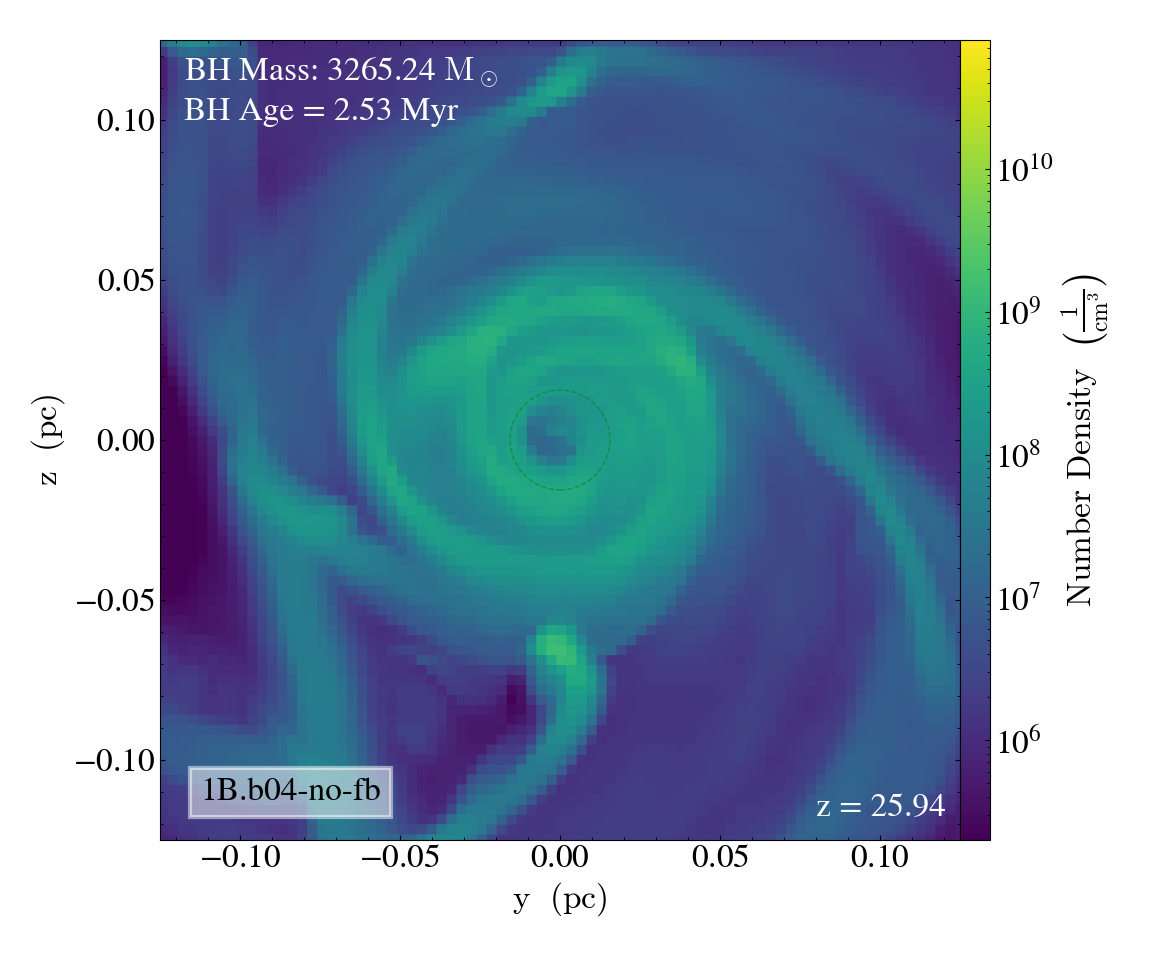 BH Mass: 3265.24 M☉
BH Age = 2.53 Myr
0.10
0.05
0.00
−0.05
−0.10
z (pc)
1B.b04-no-fb
z = 25.94
−0.10 −0.05 0.00 0.05 0.10
y (pc)
10¹⁰
10⁹
10⁸
10⁷
10⁶
Number Density (1/cm³)